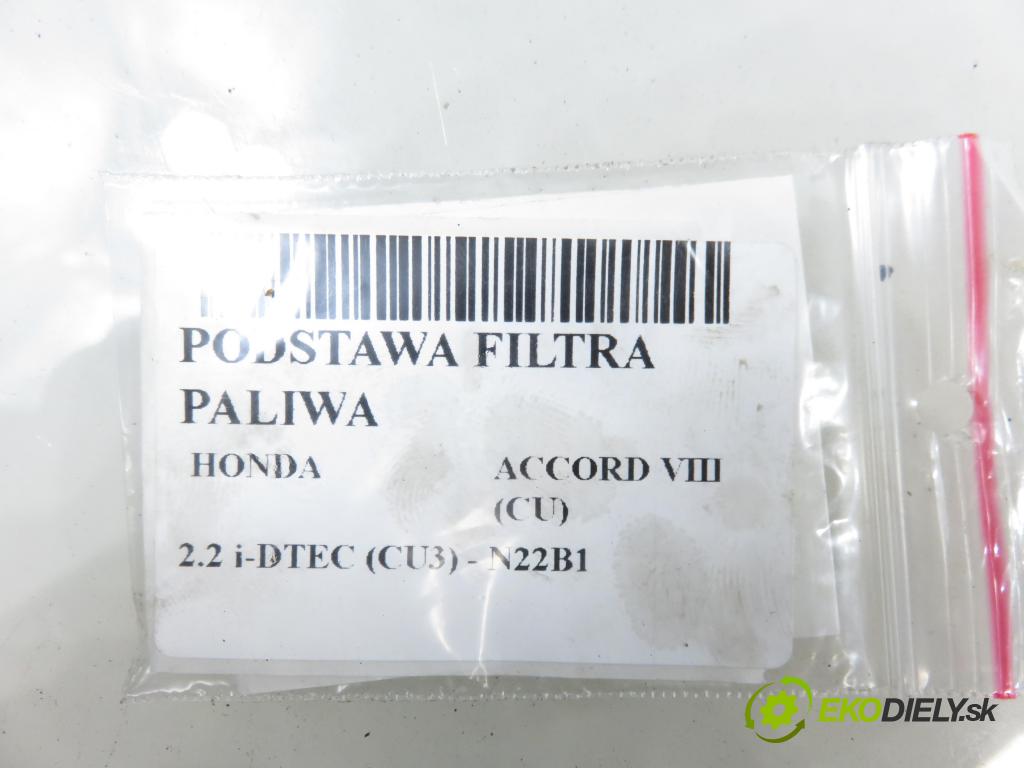 PODSTAWA FILTRA
PALIWA
HONDA ACCORD VIII
(CU)
2.2 i-DTEC (CU3) - N22B1
EKODIELY.sk